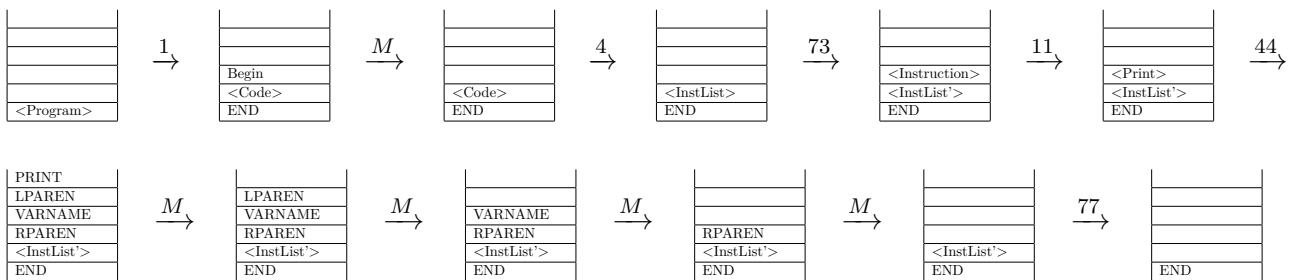 1 M 4 73 11 44
Begin <Instruction> <Print>
<Code> <Code> <InstList> <InstList'> <InstList'>
<Program> END END END END END
PRINT
LPAREN M LPAREN M M M 77
VARNAME VARNAME VARNAME
RPAREN RPAREN RPAREN RPAREN
<InstList'> <InstList'> <InstList'> <InstList'> <InstList'>
END END END END END END